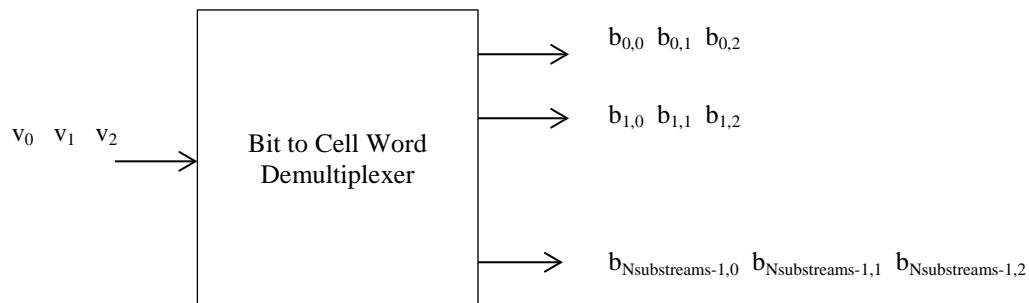 b0,0 b0,1 b0,2
b1,0 b1,1 b1,2
v0 v1 v2
Bit to Cell Word
Demultiplexer
bNsubstreams-1,0 bNsubstreams-1,1 bNsubstreams-1,2